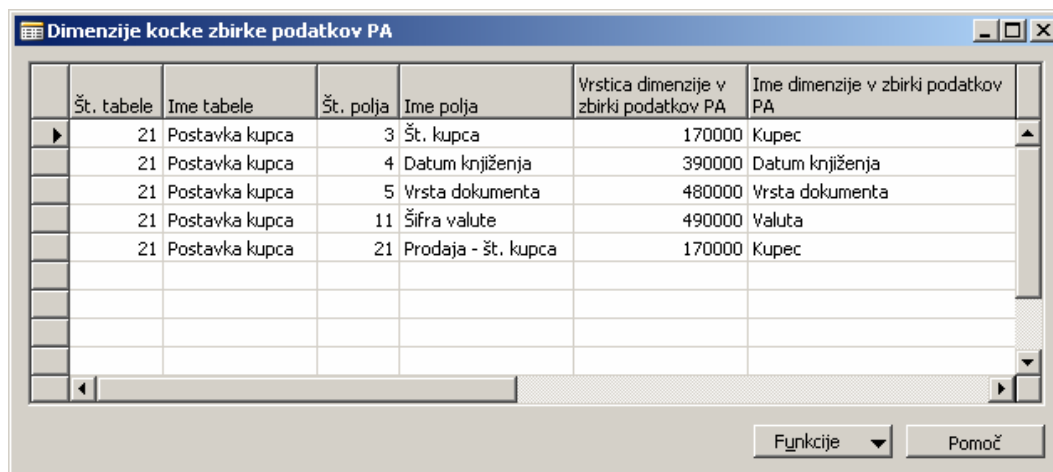 Dimenzije kocke zbirke podatkov PA
Št. tabele Ime tabele Št. polja Ime polja Vrstica dimenzije v zbirki podatkov PA Ime dimenzije v zbirki podatkov PA
21 Postavka kupca 3 Št. kupca 170000 Kupec
21 Postavka kupca 4 Datum knjiženja 390000 Datum knjiženja
21 Postavka kupca 5 Vrsta dokumenta 480000 Vrsta dokumenta
21 Postavka kupca 11 Šifra valute 490000 Valuta
21 Postavka kupca 21 Prodaja - št. kupca 170000 Kupec
Funkcije Pomoč